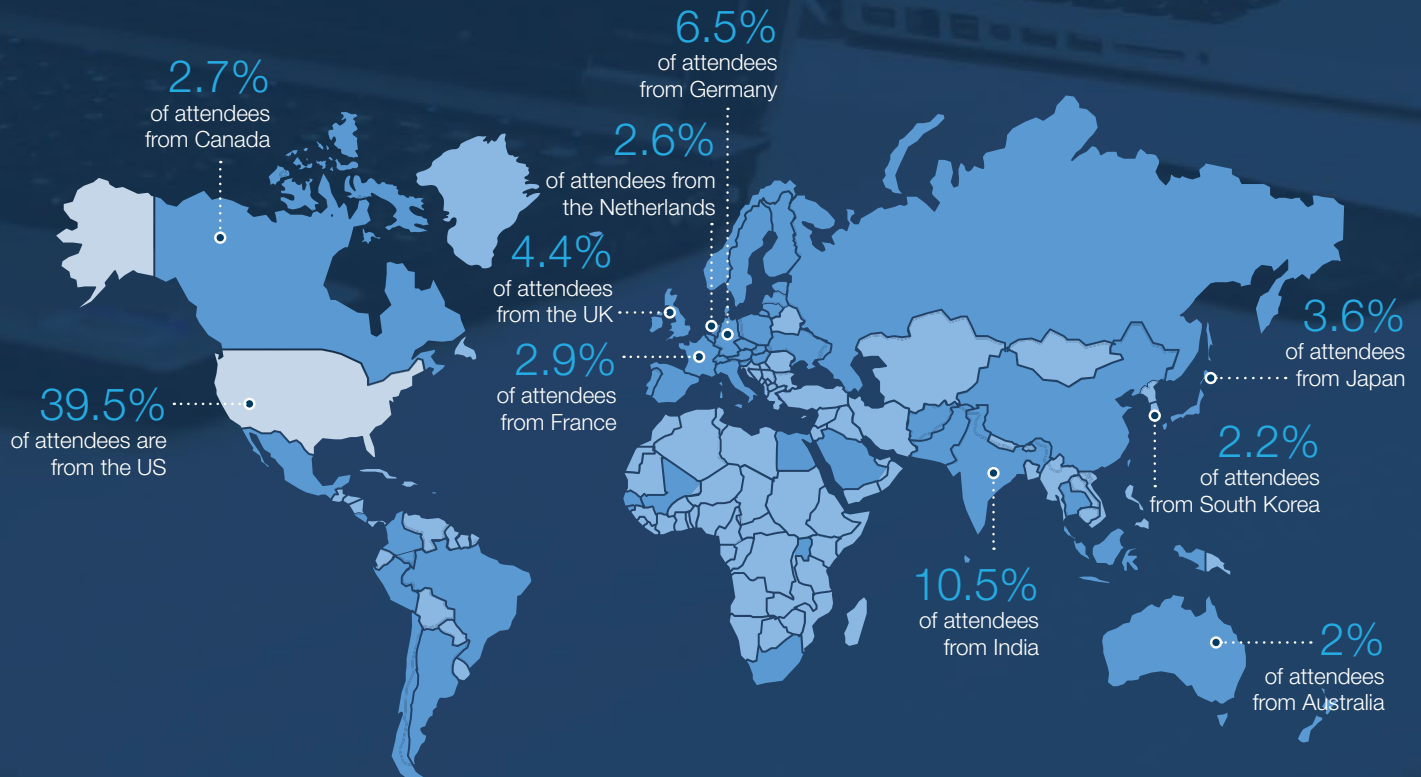 6.5%
of attendees
from Germany
2.7%
of attendees
from Canada
2.6%
of attendees from
the Netherlands
4.4%
of attendees
from the UK
2.9%
of attendees
from France
39.5%
of attendees are
from the US
3.6%
of attendees
from Japan
2.2%
of attendees
from South Korea
10.5%
of attendees
from India
2%
of attendees
from Australia